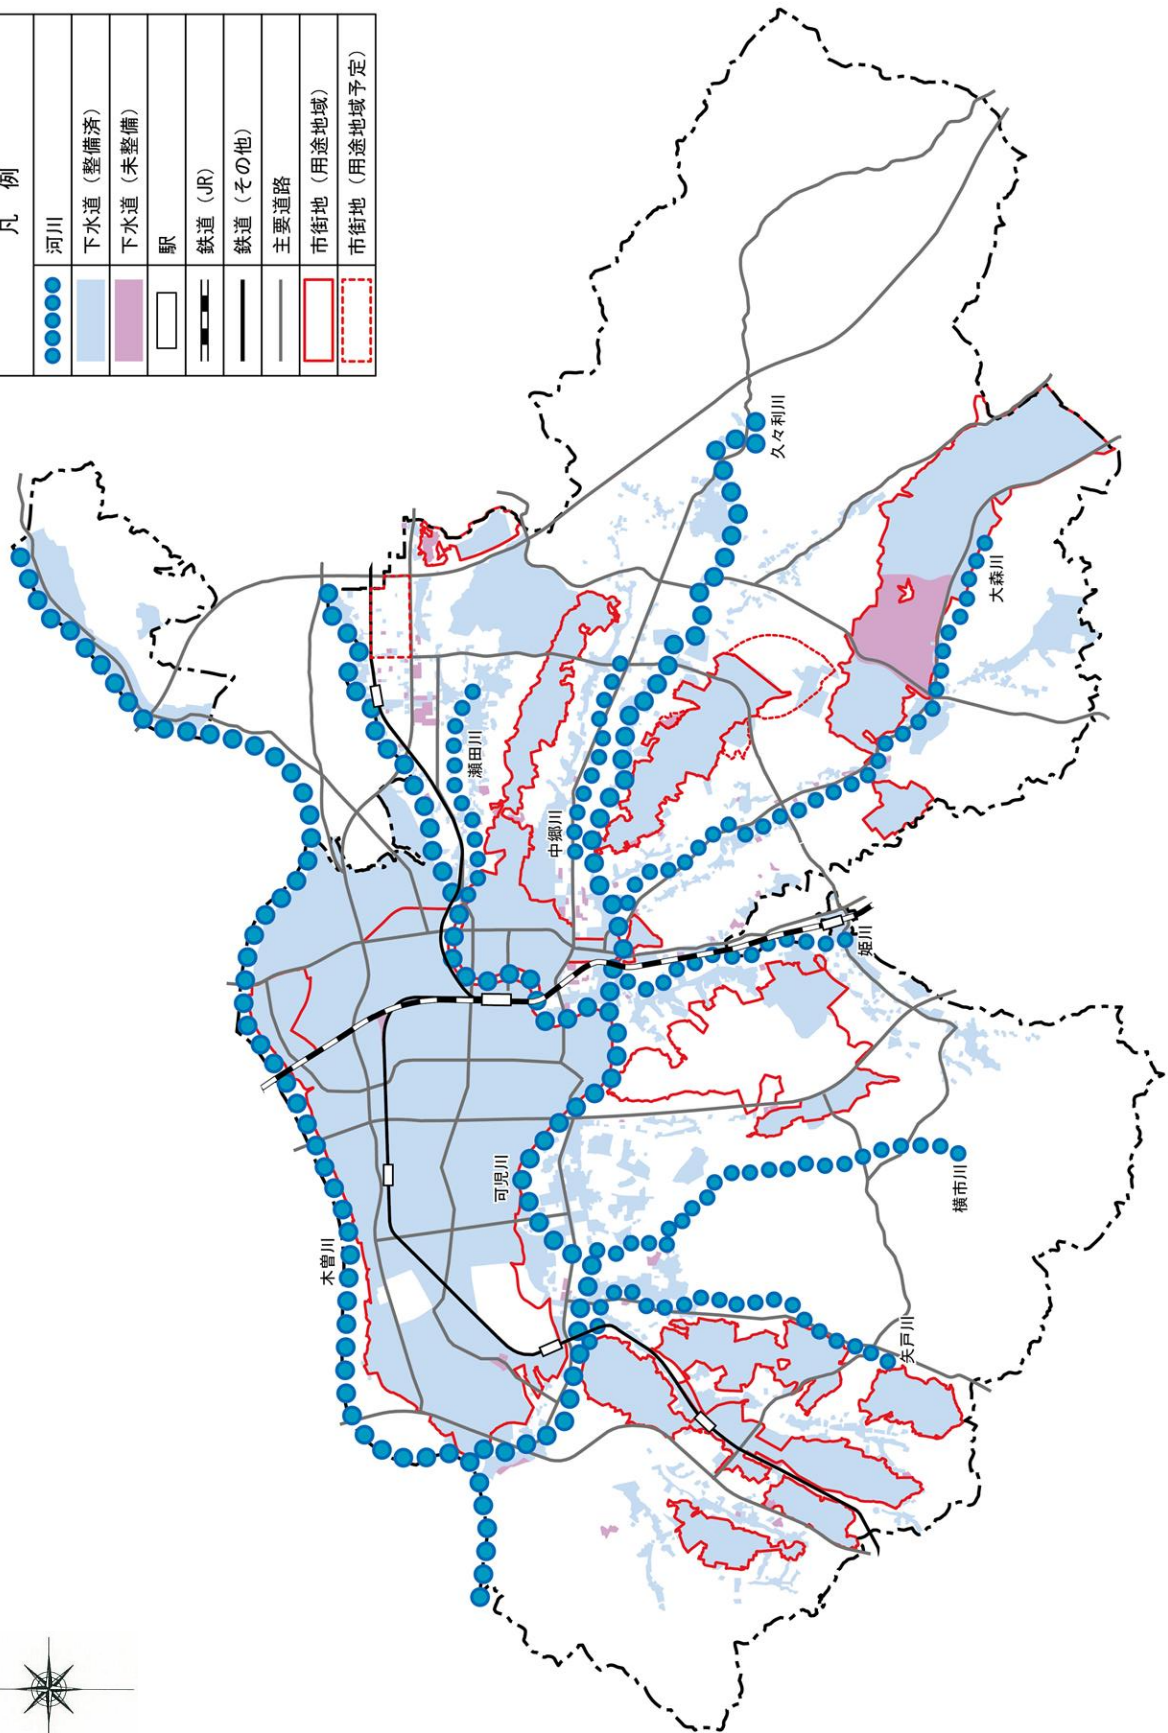 凡　例
河川
下水道（整備済）
下水道（未整備）
駅
鉄道（JR）
鉄道（その他）
主要道路
市街地（用途地域）
市街地（用途地域予定）
木曽川
可児川
瀬田川
中郷川
久々利川
大森川
姫川
横市川
矢戸川